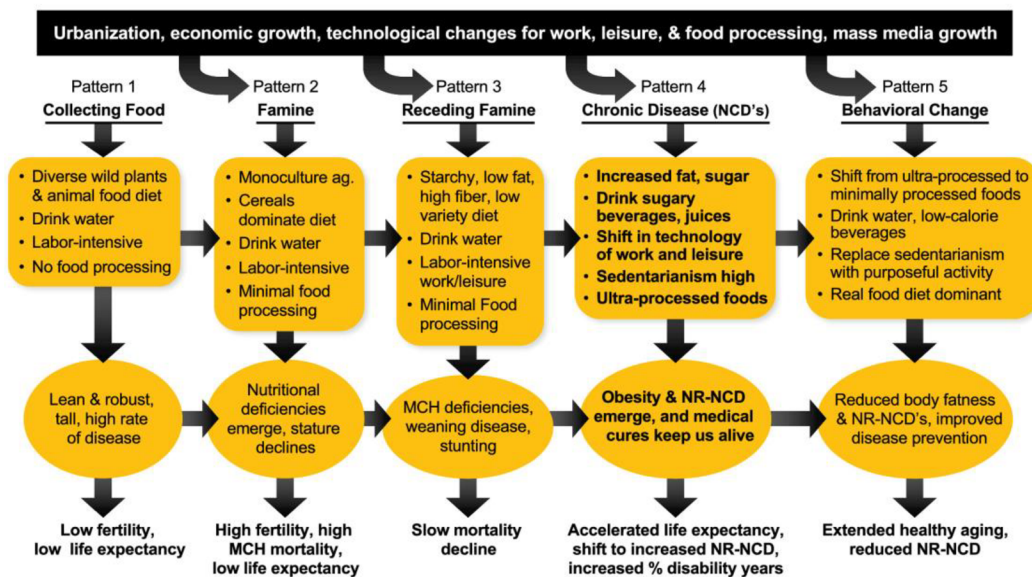 Urbanization, economic growth, technological changes for work, leisure, & food processing, mass media growth
Pattern 1
Collecting Food
Pattern 2
Famine
Pattern 3
Receding Famine
Pattern 4
Chronic Disease (NCD's)
Pattern 5
Behavioral Change
• Diverse wild plants
& animal food diet
• Drink water
• Labor-intensive
• No food processing
• Monoculture ag.
• Cereals
dominate diet
• Drink water
• Labor-intensive
• Minimal food
processing
• Starchy, low fat,
high fiber, low
variety diet
• Drink water
• Labor-intensive
work/leisure
• Minimal Food
processing
• Increased fat, sugar
• Drink sugary
beverages, juices
• Shift in technology
of work and leisure
• Sedentarianism high
• Ultra-processed foods
• Shift from ultra-processed to
minimally processed foods
• Drink water, low-calorie
beverages
• Replace sedentarianism
with purposeful activity
• Real food diet dominant
Lean & robust,
tall, high rate
of disease
Nutritional
deficiencies
emerge, stature
declines
MCH deficiencies,
weaning disease,
stunting
Obesity & NR-NCD
emerge, and medical
cures keep us alive
Reduced body fatness
& NR-NCD's, improved
disease prevention
Low fertility,
low life expectancy
High fertility, high
MCH mortality,
low life expectancy
Slow mortality
decline
Accelerated life expectancy,
shift to increased NR-NCD,
increased % disability years
Extended healthy aging,
reduced NR-NCD